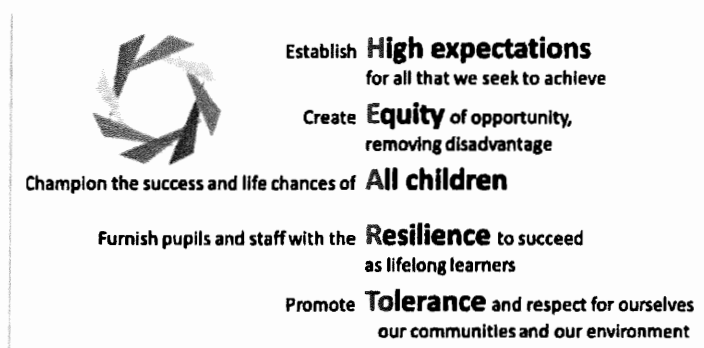 Establish High expectations
for all that we seek to achieve
Create Equity of opportunity,
removing disadvantage
Champion the success and life chances of All children
Furnish pupils and staff with the Resilience to succeed
as lifelong learners
Promote Tolerance and respect for ourselves
our communities and our environment